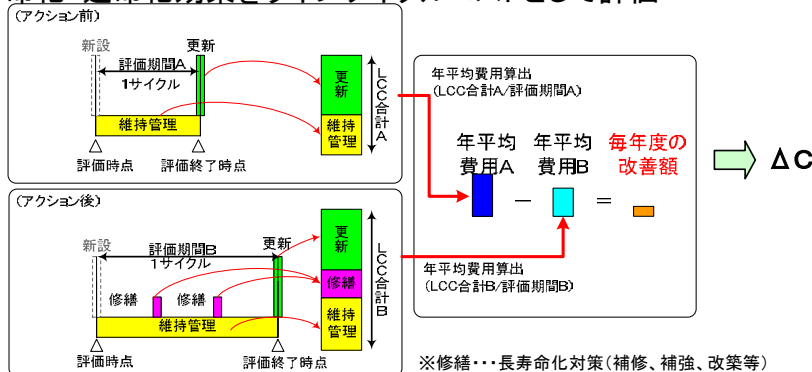 (アクション前)
新設
更新
評価期間A
1サイクル
維持管理
評価時点
評価終了時点
更新
維持
管理
LCC合計A
(アクション後)
新設
更新
評価期間B
1サイクル
修繕
修繕
維持管理
評価時点
評価終了時点
更新
修繕
維持
管理
LCC合計B
年平均費用算出
(LCC合計A/評価期間A)
年平均
費用A
年平均
費用B
毎年度の
改善額
－
＝
年平均費用算出
(LCC合計B/評価期間B)
ΔC
※修繕・・・長寿命化対策(補修、補強、改築等)